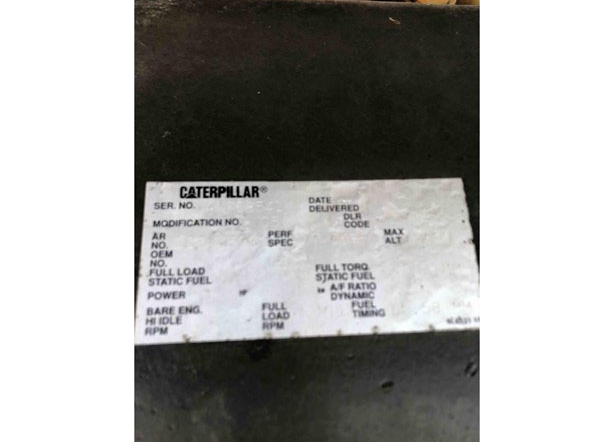 CATERPILLAR®
SER. NO.
DATE
DELIVERED
MODIFICATION NO.
DLR
CODE
AR
NO.
PERF
SPEC
MAX
ALT
OEM
NO.
FULL LOAD
STATIC FUEL
FULL TORQ.
STATIC FUEL
POWER HP
A/F RATIO
DYNAMIC
BARE ENG.
HI IDLE
RPM
FULL
LOAD
RPM
FUEL
TIMING